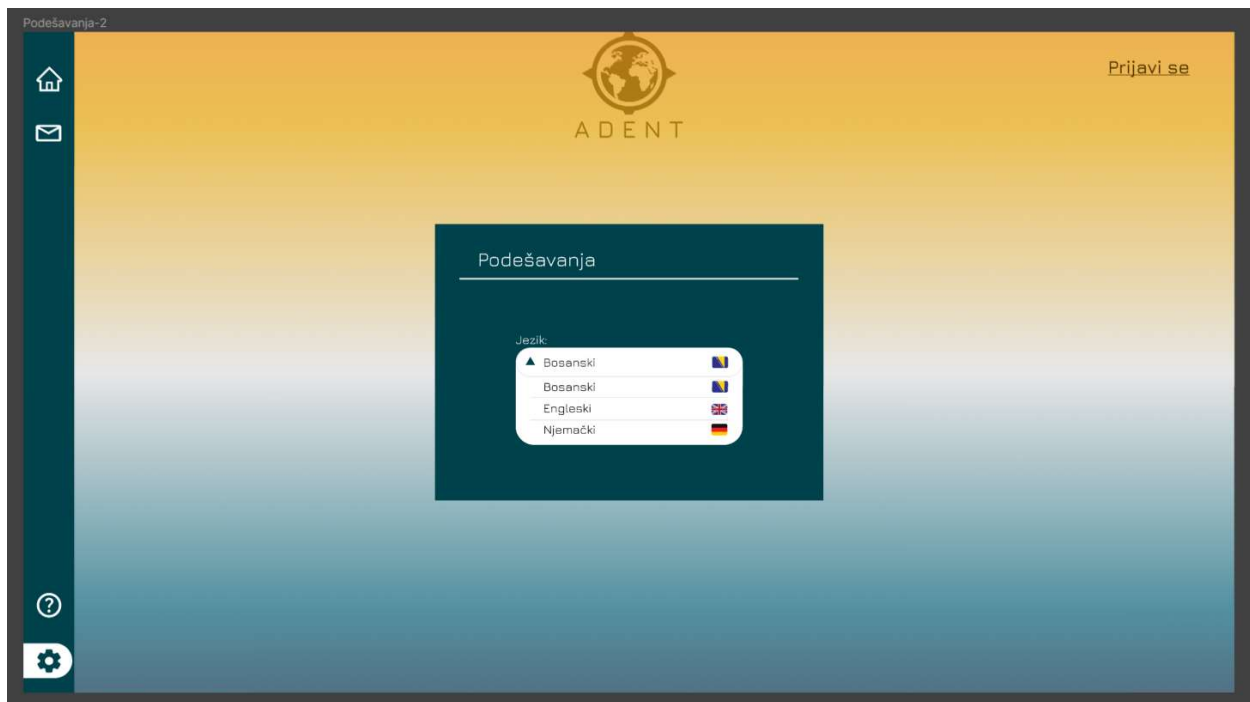 Podešavanja-2
Prijavi se
ADENT
Podešavanja
Jezik:
Bosanski
Bosanski
Engleski
Njemački